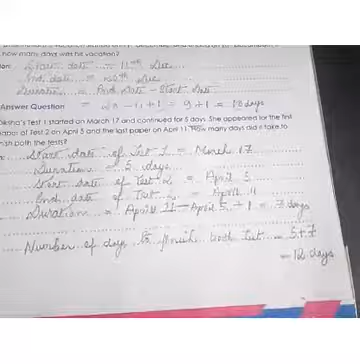 how many days was his vacation?
Start date = 11th Dec
End date = 20th Dec
Duration = End Date - Start Date
Answer Question = 20 - 11 + 1 = 9 + 1 = 10 days
Test 1 started on March 17 and continued for 5 days. She appeared for the first
paper of Test 2 on April 5 and the last paper on April 11. How many days did it take to
both the tests?
Start date of Test 1 = March 17
Duration = 5 days
Start date of Test 2 = April 5
End date of Test 2 = April 11
Duration = April 11 - April 5 + 1 = 7 days
Number of days to finish both test = 5+7
= 12 days